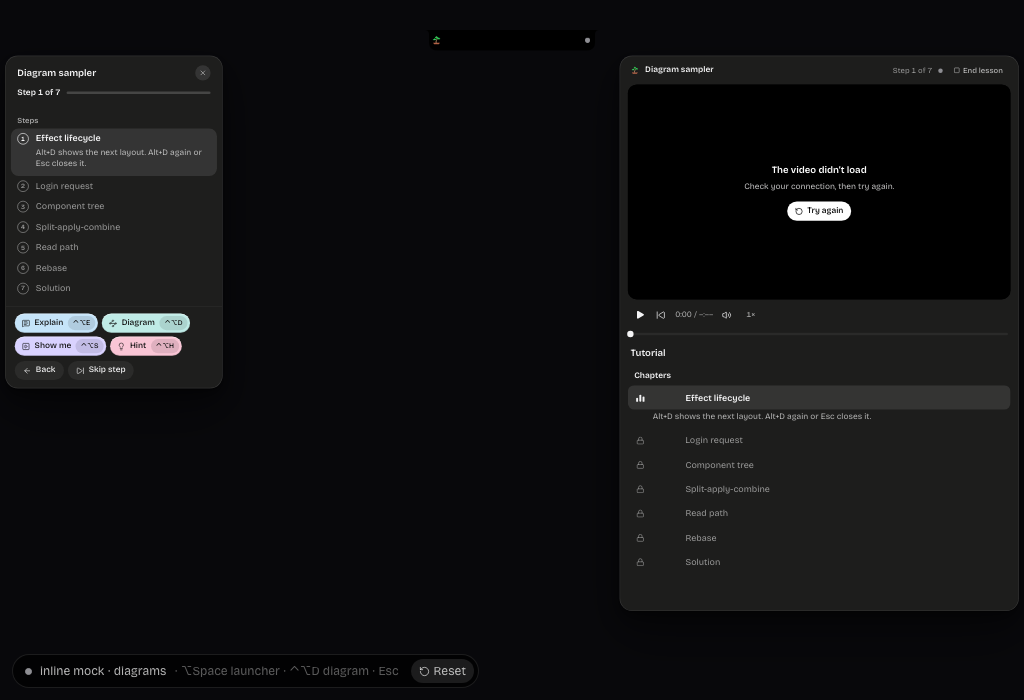 Diagram sampler
Step 1 of 7
Steps
1 Effect lifecycle
Alt+D shows the next layout. Alt+D again or
Esc closes it.
2 Login request
3 Component tree
4 Split-apply-combine
5 Read path
6 Rebase
7 Solution
Explain ^⌥E Diagram ^⌥D
Show me ^⌥S Hint ^⌥H
Back Skip step
Diagram sampler Step 1 of 7 End lesson
The video didn't load
Check your connection, then try again.
Try again
0:00 / –:–– 1×
Tutorial
Chapters
Effect lifecycle
Alt+D shows the next layout. Alt+D again or Esc closes it.
Login request
Component tree
Split-apply-combine
Read path
Rebase
Solution
inline mock · diagrams · ⌥Space launcher · ^⌥D diagram · Esc Reset